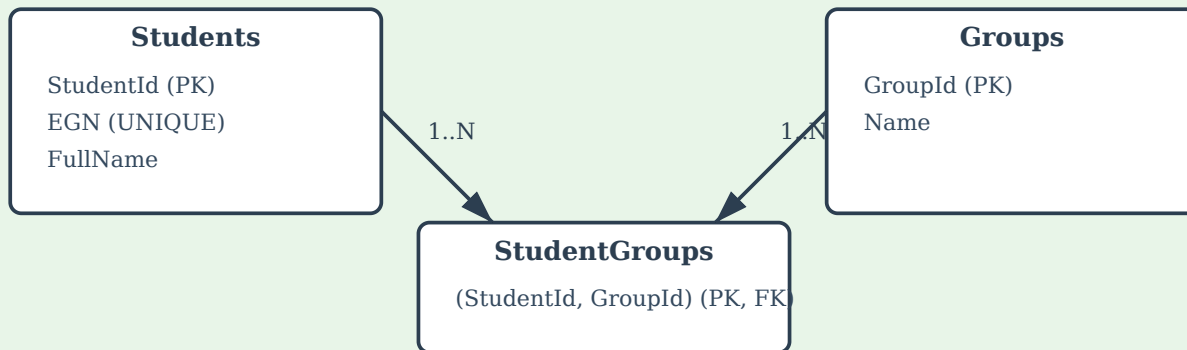 Students
StudentId (PK)
EGN (UNIQUE)
FullName
1..N
Groups
GroupId (PK)
Name
1..N
StudentGroups
(StudentId, GroupId) (PK, FK)